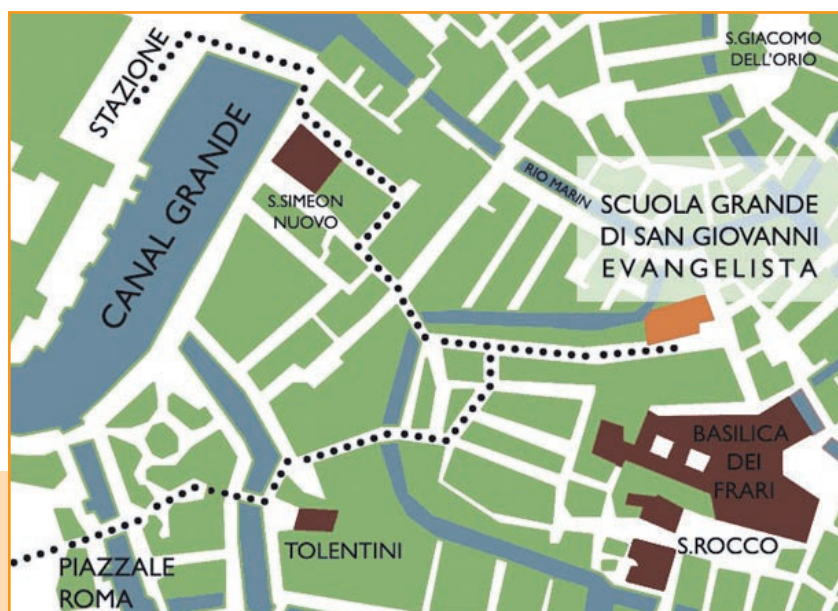 S.GIACOMO
DELL'ORIO
STAZIONE
CANAL GRANDE
S.SIMEON
NUOVO
RIO MARIN
SCUOLA GRANDE
DI SAN GIOVANNI
EVANGELISTA
BASILICA
DEI
FRARI
TOLENTINI
S.ROCCO
PIAZZALE
ROMA